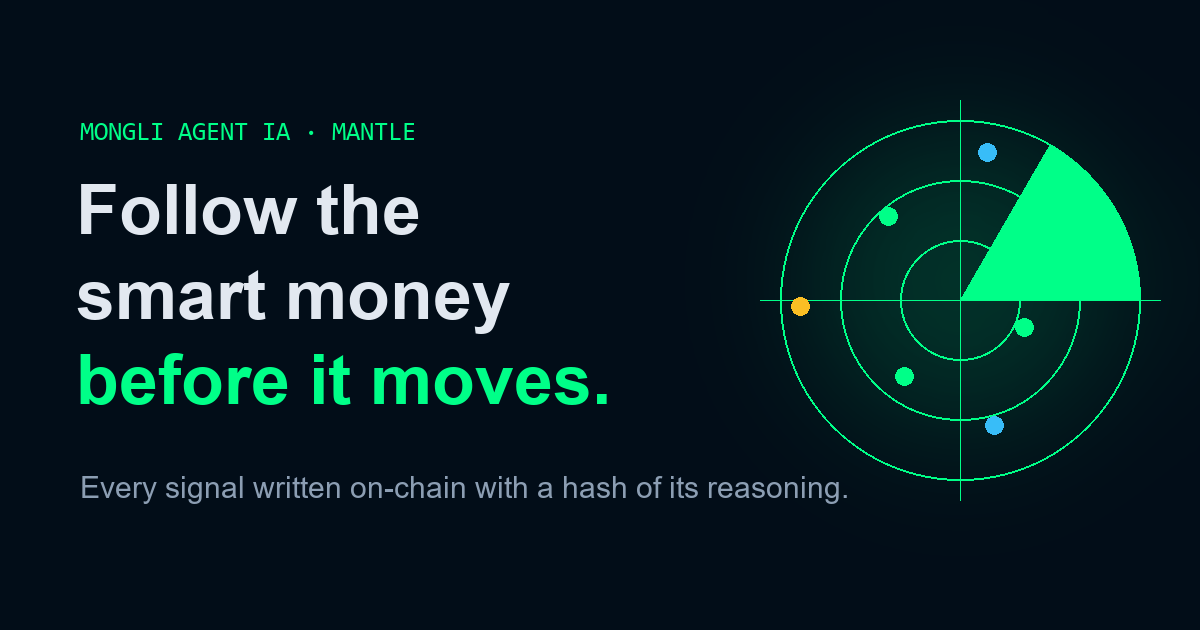 MONGLI AGENT IA · MANTLE
Follow the
smart money
before it moves.
Every signal written on-chain with a hash of its reasoning.